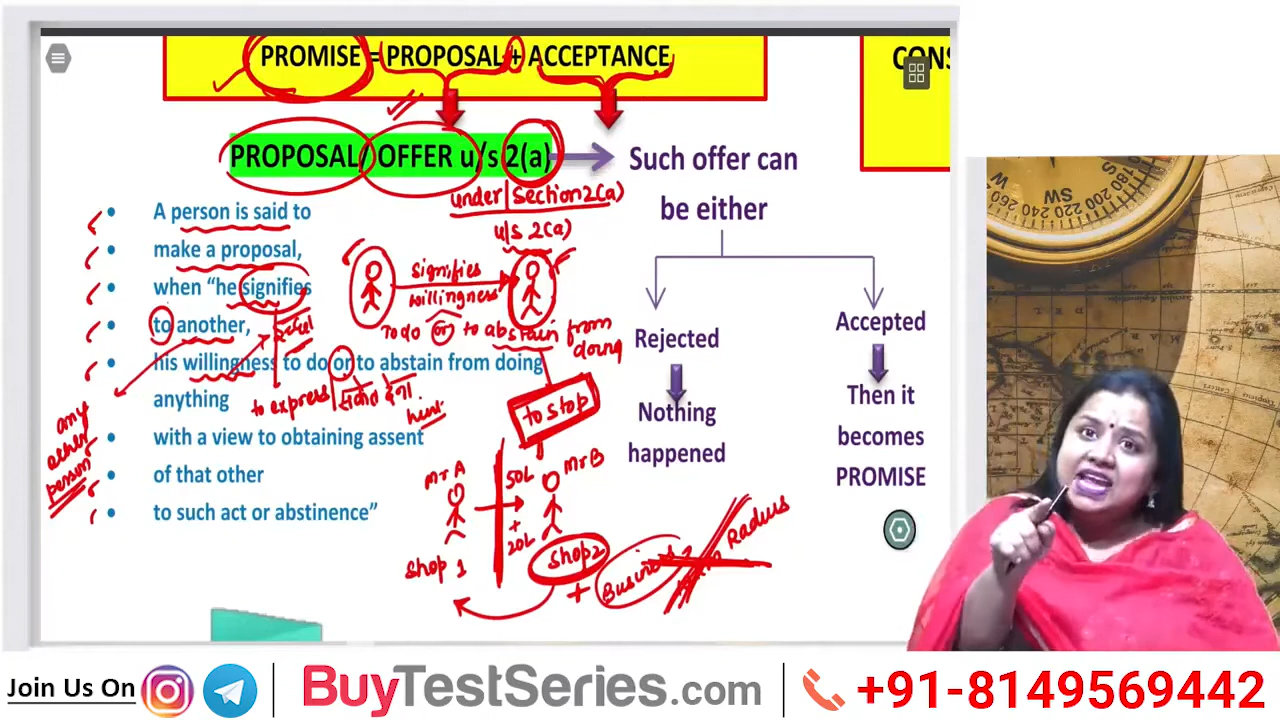 PROMISE = PROPOSAL + ACCEPTANCE
CONS
PROPOSAL/ OFFER u/s 2(a)
under Section 2(a)
u/s 2(a)
Such offer can
be either
Rejected
Nothing
happened
Accepted
Then it
becomes
PROMISE
• A person is said to
• make a proposal,
• when "he signifies
• to another,
• his willingness to do or to abstain from doing
anything
• with a view to obtaining assent
• of that other
• to such act or abstinence”
signifies
willingness
to do or to abstain from
doing
to express
any
other
person
to stop
Mr A
50L
+
20L
Mr B
Shop 1
Shop 2
+
Radius
N
NW
SW
W
Join Us On
BuyTestSeries.com
+91-8149569442